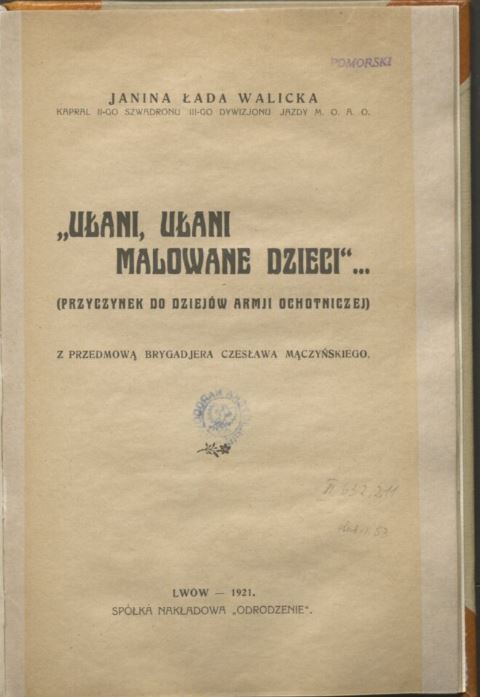 POMORSKI
JANINA ŁADA WALICKA
KAPRAL II-GO SZWADRONU III-GO DYWIZJONU JAZDY M. O. A. O.
„UŁANI, UŁANI
MALOWANE DZIECI“...
(PRZYCZYNEK DO DZIEJÓW ARMJI OCHOTNICZEJ)
Z PRZEDMOWĄ BRYGADJERA CZESŁAWA MĄCZYŃSKIEGO.
LWÓW — 1921.
SPÓŁKA NAKŁADOWA „ODRODZENIE“.